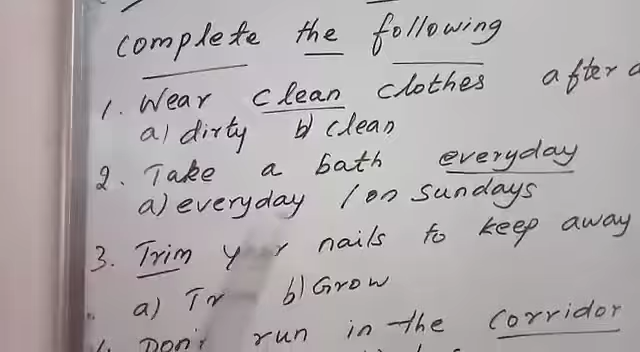 complete the following
1. Wear clean clothes after
a) dirty b) clean
2. Take a bath everyday
a) everyday / on sundays
3. Trim nails to keep away
a) b) Grow
Don't run in the corridor